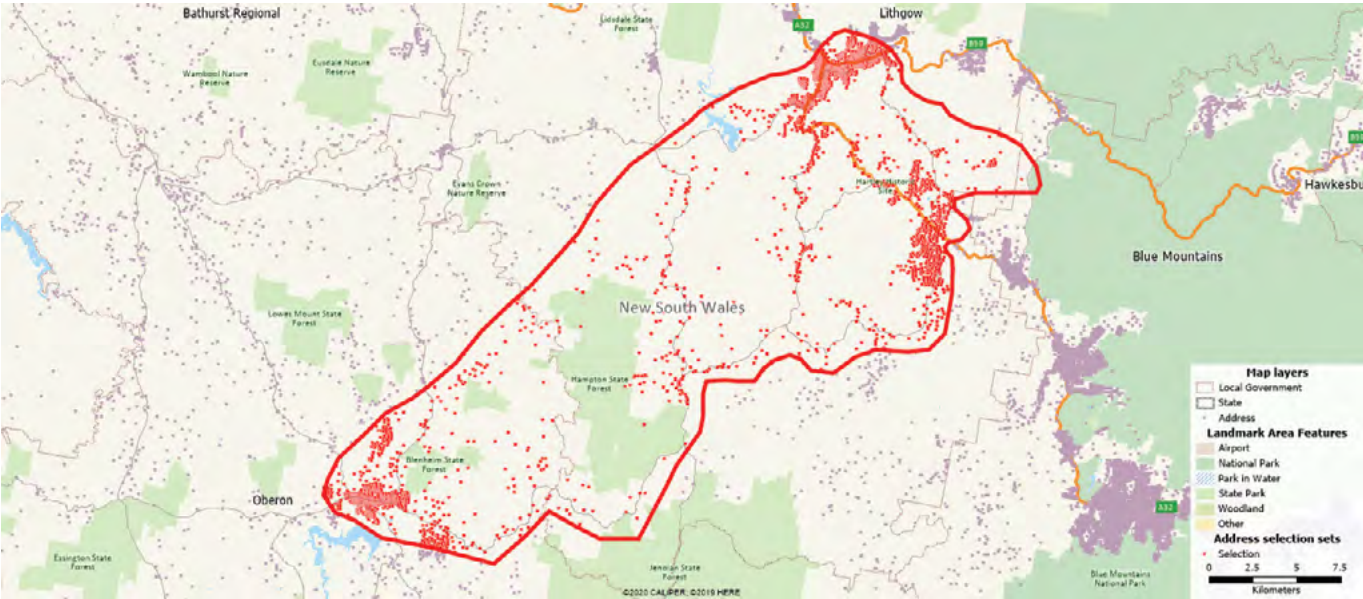 Bathurst Regional
Lidsdale State
Forest
A32
Lithgow
B59
Eusdale Nature
Reserve
Wambool Nature
Reserve
Evans Crown
Nature Reserve
Hartley Historic
Site
Hawkesbu
Blue Mountains
New South Wales
Lowes Mount State
Forest
Hampton State
Forest
Blenheim State
Forest
Oberon
Essington State
Forest
Jenolan State
Forest
A32
Blue Mountains
National Park
©2020 CALIPER; ©2019 HERE
Map layers
Local Government
State
Address
Landmark Area Features
Airport
National Park
Park in Water
State Park
Woodland
Other
Address selection sets
Selection
0 2.5 5 7.5
Kilometers